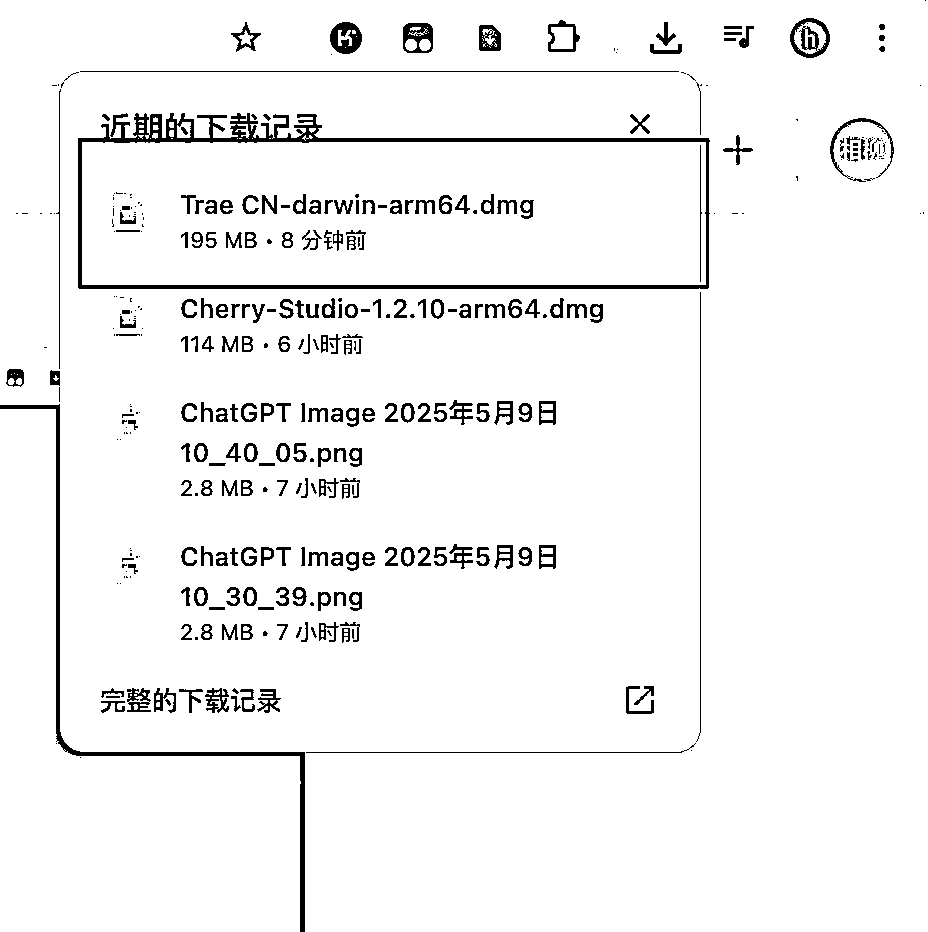 近期的下载记录
Trae CN-darwin-arm64.dmg
195 MB • 8 分钟前
Cherry-Studio-1.2.10-arm64.dmg
114 MB • 6 小时前
ChatGPT Image 2025年5月9日
10_40_05.png
2.8 MB • 7 小时前
ChatGPT Image 2025年5月9日
10_30_39.png
2.8 MB • 7 小时前
完整的下载记录